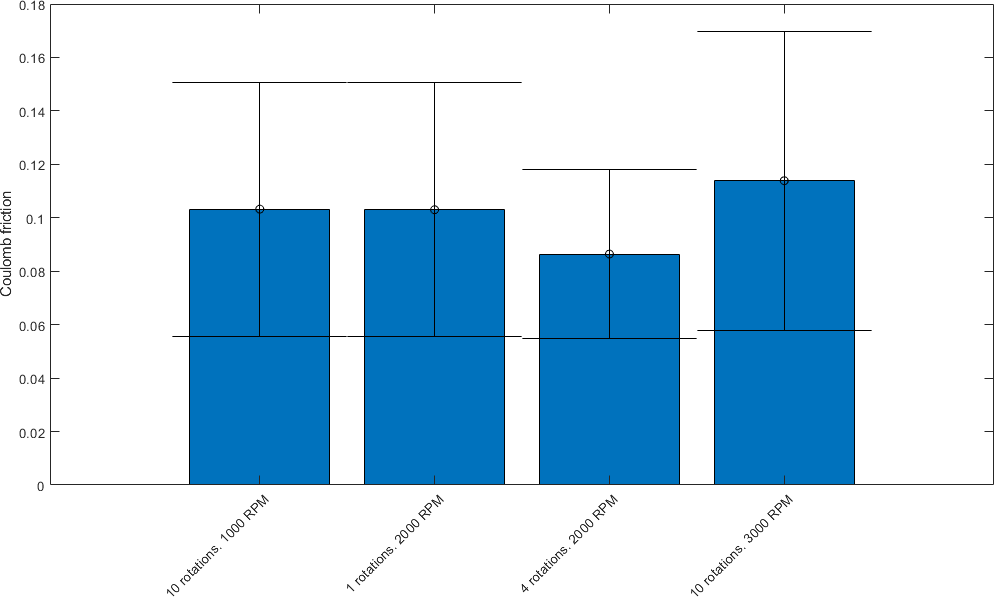 0.18
0.16
0.14
0.12
0.1
0.08
0.06
0.04
0.02
0
Coulomb friction
10 rotations. 1000 RPM
1 rotations. 2000 RPM
4 rotations. 2000 RPM
10 rotations. 3000 RPM